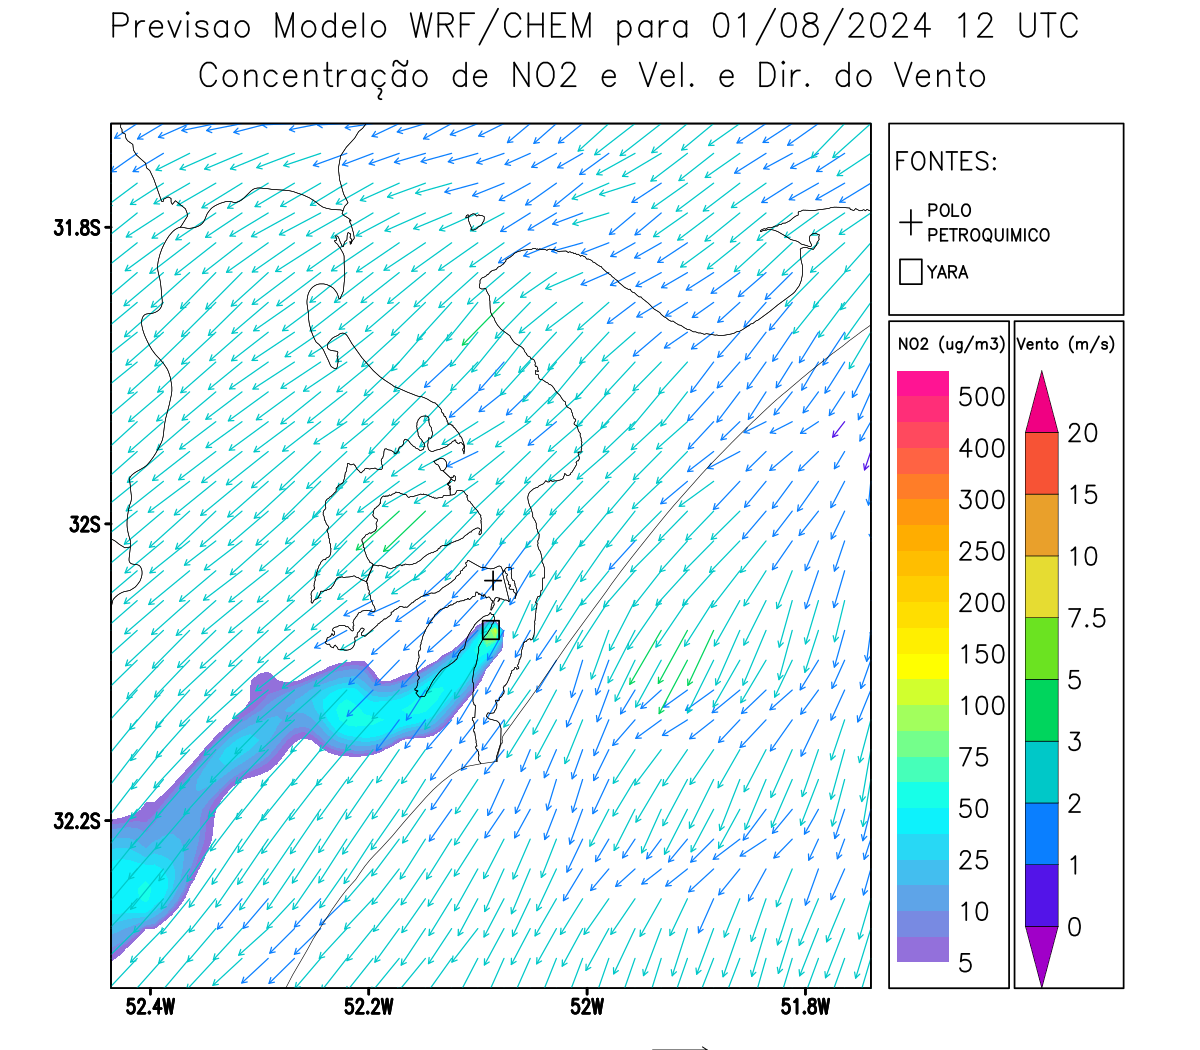 Previsao Modelo WRF/CHEM para 01/08/2024 12 UTC
Concentração de NO2 e Vel. e Dir. do Vento
FONTES:
POLO
PETROQUIMICO
YARA
NO2 (ug/m3)
500
400
300
250
200
150
100
75
50
25
10
5
Vento (m/s)
20
15
10
7.5
5
3
2
1
0
31.8S
32S
32.2S
52.4W
52.2W
52W
51.8W